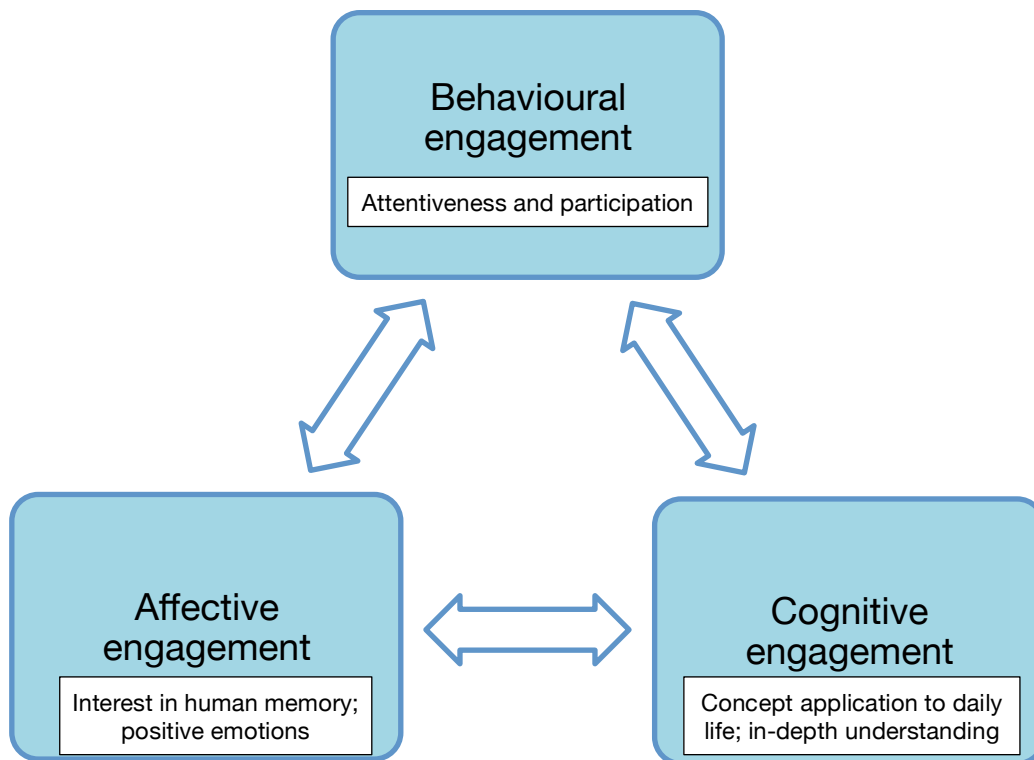 Behavioural
engagement
Attentiveness and participation
Affective
engagement
Interest in human memory;
positive emotions
Cognitive
engagement
Concept application to daily
life; in-depth understanding